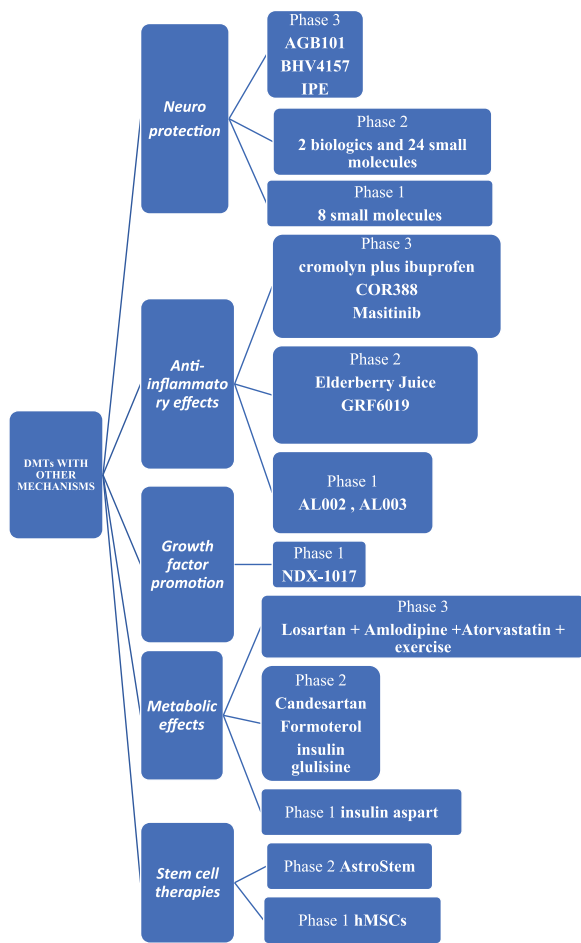 DMTs WITH
OTHER
MECHANISMS
Neuro
protection
Phase 3
AGB101
BHV4157
IPE
Phase 2
2 biologics and 24 small
molecules
Phase 1
8 small molecules
Anti-
inflammato
ry effects
Phase 3
cromolyn plus ibuprofen
COR388
Masitinib
Phase 2
Elderberry Juice
GRF6019
Phase 1
AL002 , AL003
Growth
factor
promotion
Phase 1
NDX-1017
Metabolic
effects
Phase 3
Losartan + Amlodipine +Atorvastatin +
exercise
Phase 2
Candesartan
Formoterol
insulin
glulisine
Phase 1 insulin aspart
Stem cell
therapies
Phase 2 AstroStem
Phase 1 hMSCs